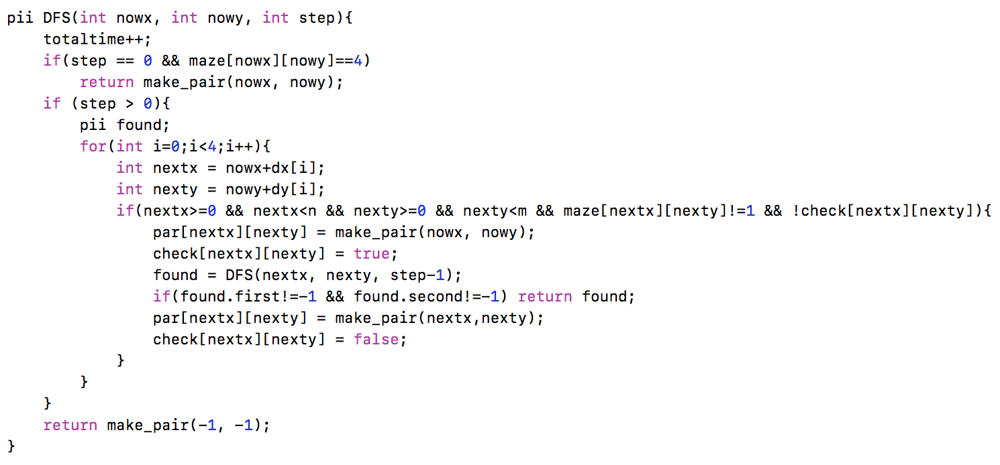 pii DFS(int nowx, int nowy, int step){
    totaltime++;
    if(step == 0 && maze[nowx][nowy]==4)
        return make_pair(nowx, nowy);
    if (step > 0){
        pii found;
        for(int i=0;i<4;i++){
            int nextx = nowx+dx[i];
            int nexty = nowy+dy[i];
            if(nextx>=0 && nextx<n && nexty>=0 && nexty<m && maze[nextx][nexty]!=1 && !check[nextx][nexty]){
                par[nextx][nexty] = make_pair(nowx, nowy);
                check[nextx][nexty] = true;
                found = DFS(nextx, nexty, step-1);
                if(found.first!=-1 && found.second!=-1) return found;
                par[nextx][nexty] = make_pair(nextx,nexty);
                check[nextx][nexty] = false;
            }
        }
    }
    return make_pair(-1, -1);
}